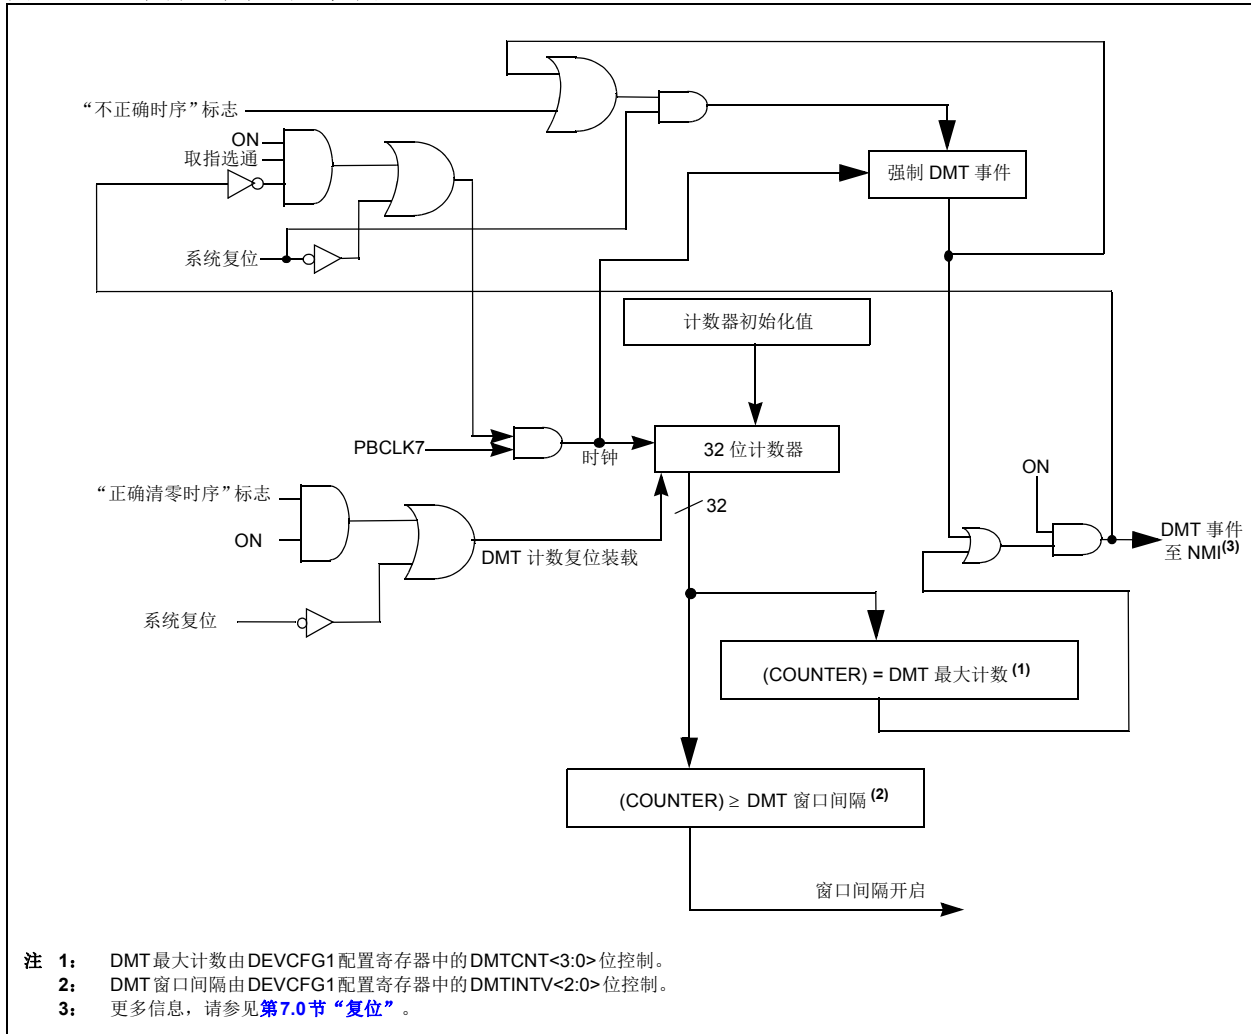 “不正确时序”标志
ON
取指选通
强制 DMT 事件
系统复位
计数器初始化值
PBCLK7
时钟
32 位计数器
ON
“正确清零时序”标志
32
ON
DMT 计数复位装载
DMT 事件
至 NMI(3)
系统复位
(COUNTER) = DMT 最大计数 (1)
(COUNTER) ≥ DMT 窗口间隔 (2)
窗口间隔开启
注 1： DMT最大计数由DEVCFG1配置寄存器中的DMTCNT<3:0>位控制。
2： DMT窗口间隔由DEVCFG1配置寄存器中的DMTINTV<2:0>位控制。
3： 更多信息，请参见第7.0节“复位”。